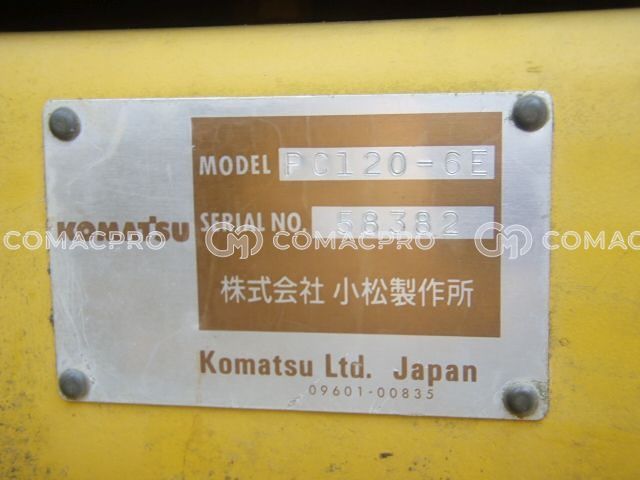 MODEL PC120-6E
KOMATSU
SERIAL NO. 58382
COMACPRO COMACPRO COMACPRO
株式会社 小松製作所
Komatsu Ltd. Japan
09601-00835